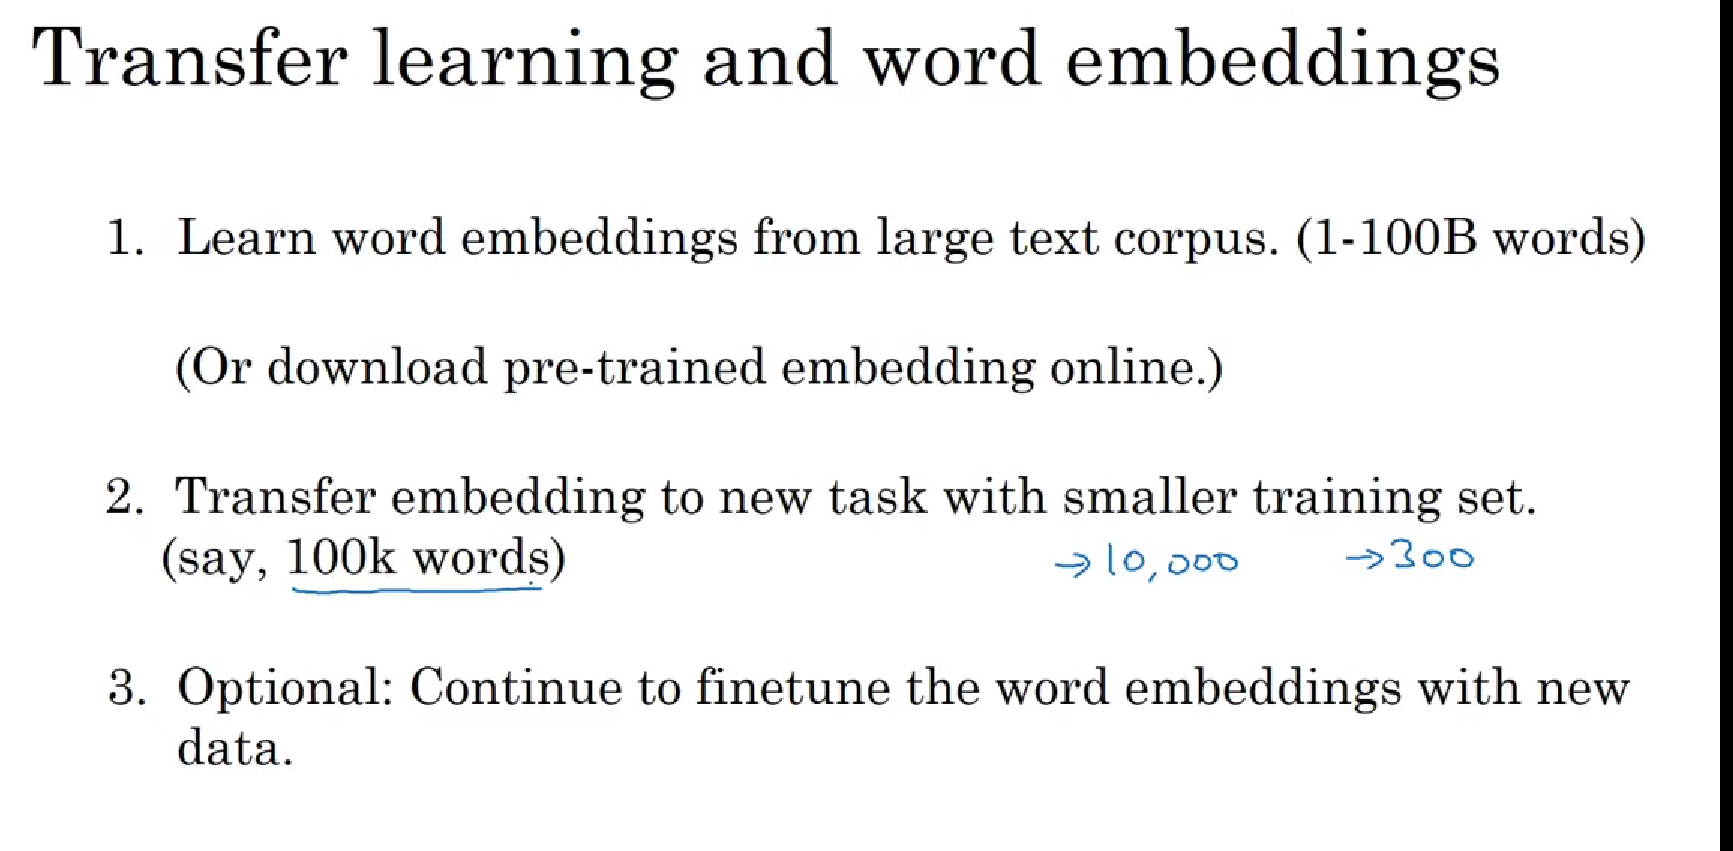 Transfer learning and word embeddings
1. Learn word embeddings from large text corpus. (1-100B words)
(Or download pre-trained embedding online.)
2. Transfer embedding to new task with smaller training set.
(say, 100k words) →10,000 →300
3. Optional: Continue to finetune the word embeddings with new
data.